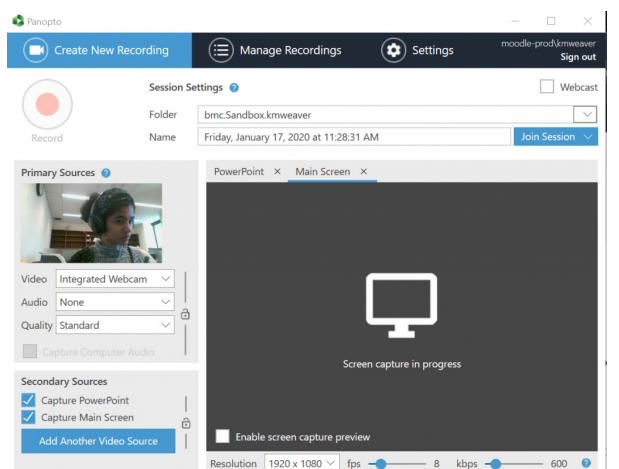 Panopto
Create New Recording Manage Recordings Settings moodle-prod\kmweaver
Sign out
Session Settings ? Webcast
Folder bmc.Sandbox.kmweaver
Record Name Friday, January 17, 2020 at 11:28:31 AM Join Session
Primary Sources ?
Video Integrated Webcam
Audio None
Quality Standard
Capture Computer Audio
Secondary Sources
Capture PowerPoint
Capture Main Screen
Add Another Video Source
PowerPoint X Main Screen X
Screen capture in progress
Enable screen capture preview
Resolution 1920 x 1080 fps 8 kbps 600 ?